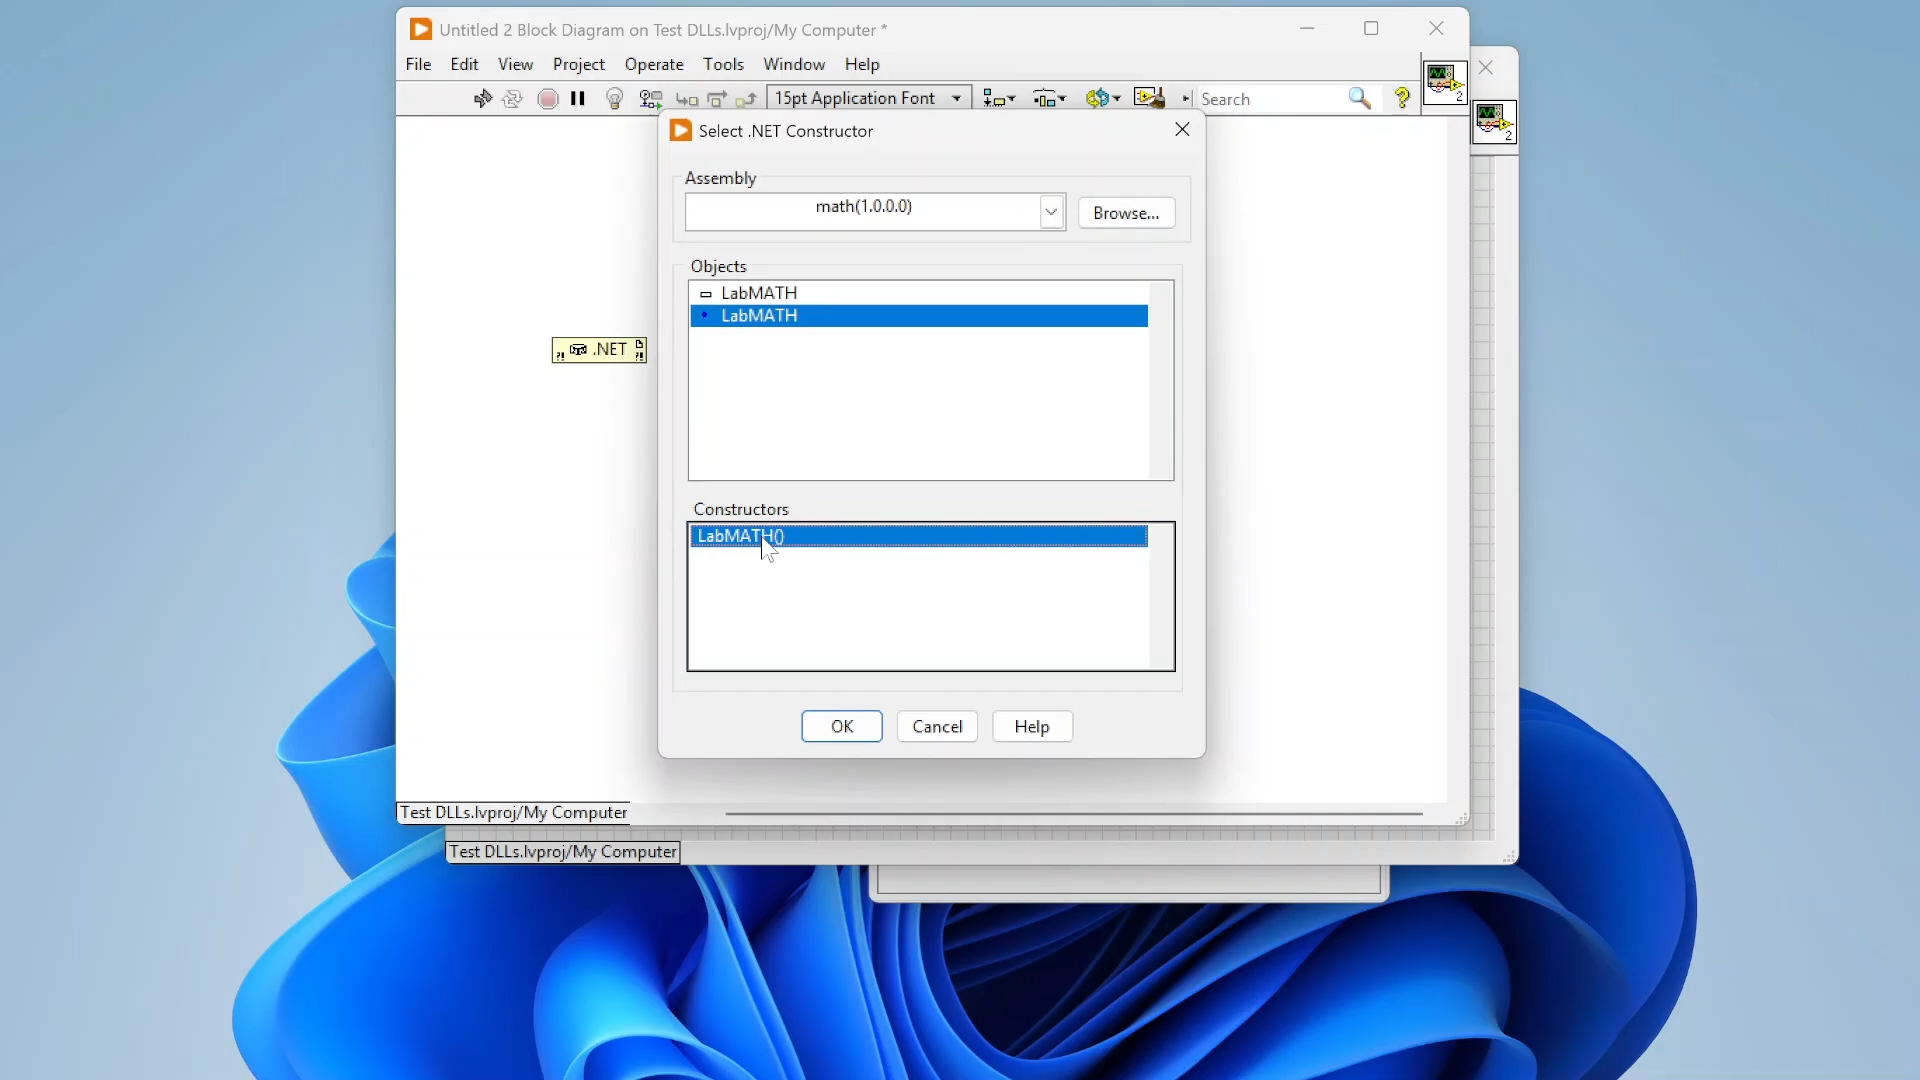 Untitled 2 Block Diagram on Test DLLs.lvproj/My Computer *
File Edit View Project Operate Tools Window Help
15pt Application Font
Search
?
2
2
Select .NET Constructor
Assembly
math(1.0.0.0)
Browse...
Objects
LabMATH
LabMATH
?! .NET ?!
Constructors
LabMATH()
OK Cancel Help
Test DLLs.lvproj/My Computer
Test DLLs.lvproj/My Computer